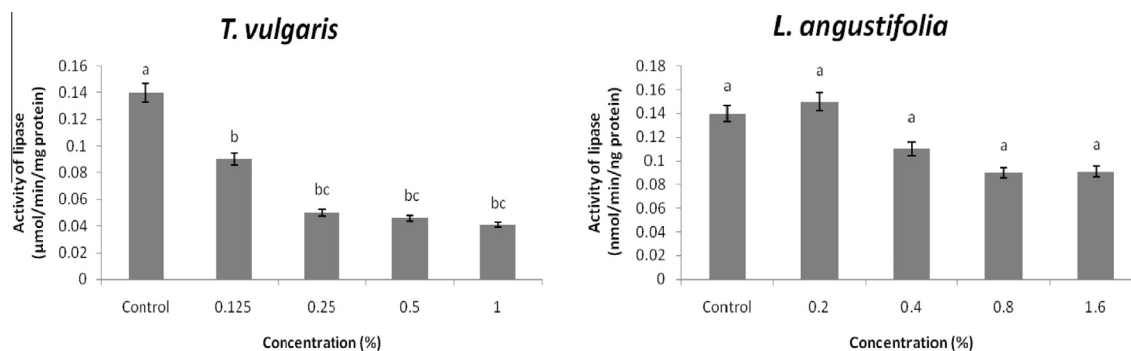 T. vulgaris
Activity of lipase
(µmol/min/mg protein)
0.16
0.14
0.12
0.1
0.08
0.06
0.04
0.02
0
a
b
bc
bc
bc
Control
0.125
0.25
0.5
1
Concentration (%)
L. angustifolia
Activity of lipase
(nmol/min/ng protein)
0.18
0.16
0.14
0.12
0.1
0.08
0.06
0.04
0.02
0
a
a
a
a
a
Control
0.2
0.4
0.8
1.6
Concentration (%)